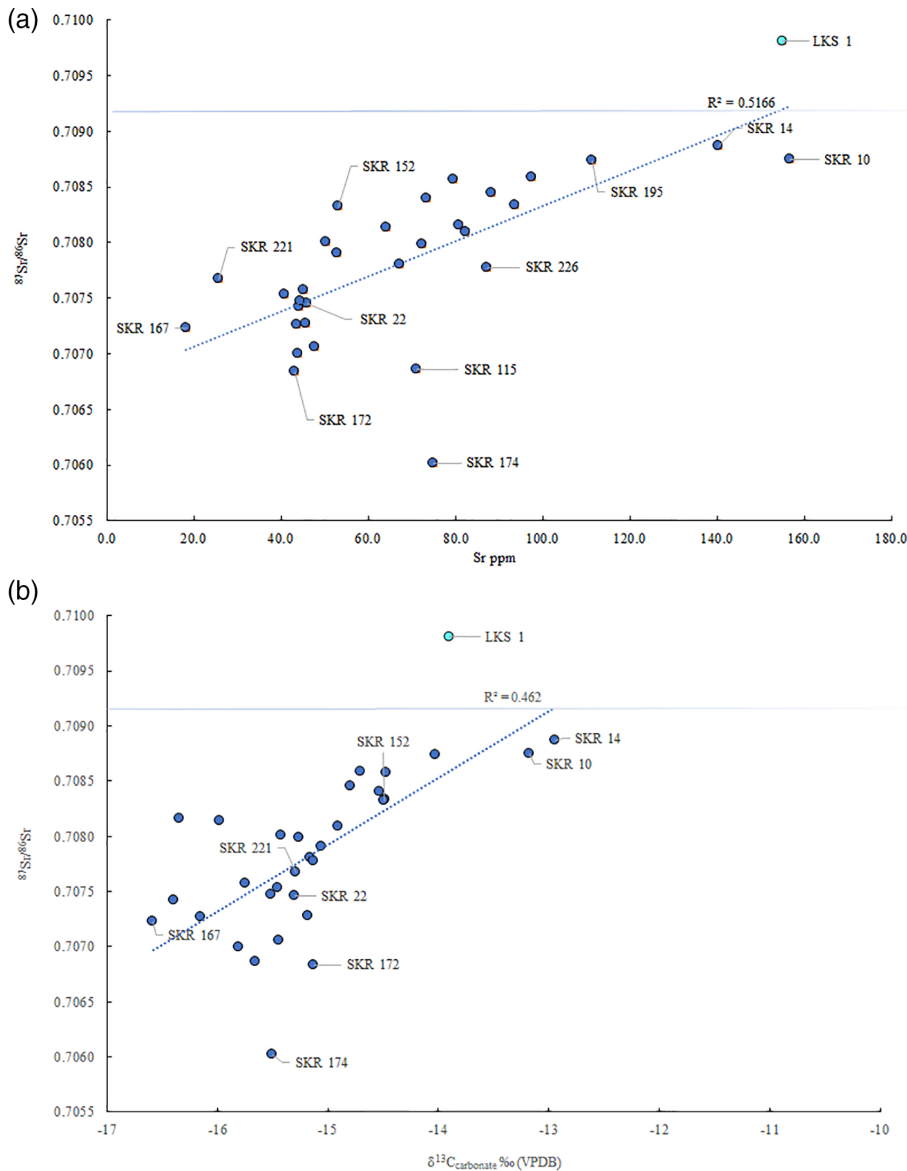 (a)
0.7100
LKS 1
0.7095
R² = 0.5166
0.7090
SKR 14
SKR 10
SKR 152
SKR 195
0.7085
0.7080
SKR 221
SKR 226
0.7075
SKR 167
SKR 22
0.7070
SKR 115
0.7065
SKR 172
0.7060
SKR 174
0.7055
⁸⁷Sr/⁸⁶Sr
0.0 20.0 40.0 60.0 80.0 100.0 120.0 140.0 160.0 180.0
Sr ppm
(b)
0.7100
LKS 1
0.7095
R² = 0.462
0.7090
SKR 152
SKR 14
SKR 10
0.7085
0.7080
SKR 221
0.7075
SKR 22
SKR 167
0.7070
SKR 172
0.7065
0.7060
SKR 174
0.7055
⁸⁷Sr/⁸⁶Sr
-17 -16 -15 -14 -13 -12 -11 -10
δ¹³C_carbonate ‰ (VPDB)